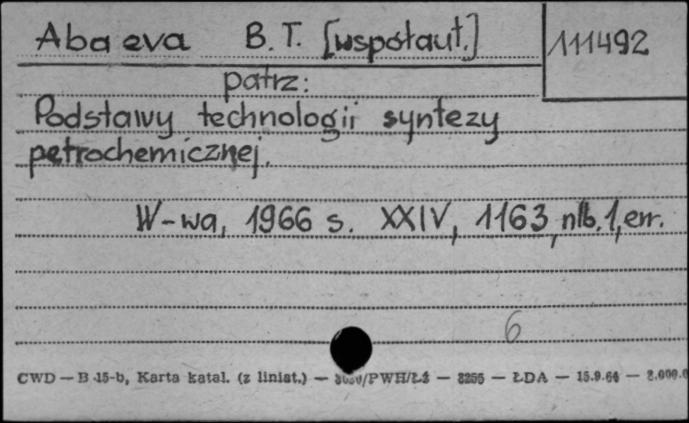 Abaeva B.T. [współaut.] 111492
patrz:
Podstawy technologii syntezy
petrochemicznej.
W-wa, 1966 s. XXIV, 1163, nlb. 1, err.
6
CWD — B 15-b, Karta katal. (z liniat.) — /PWH/Łź — 8255 — ŁDA — 15.9.64 —